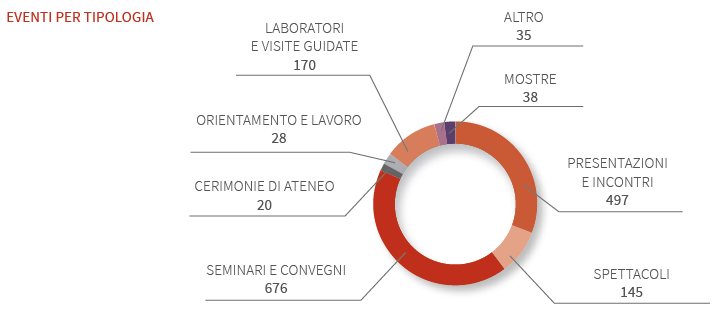 EVENTI PER TIPOLOGIA
LABORATORI
E VISITE GUIDATE
170
ALTRO
35
MOSTRE
38
ORIENTAMENTO E LAVORO
28
PRESENTAZIONI
E INCONTRI
497
CERIMONIE DI ATENEO
20
SEMINARI E CONVEGNI
676
SPETTACOLI
145